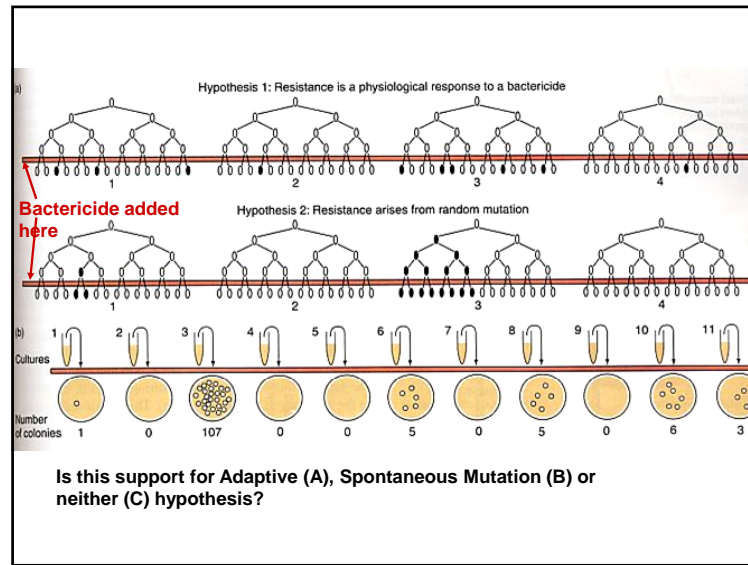 (a)
Hypothesis 1: Resistance is a physiological response to a bactericide
1 2 3 4
Bactericide added
here
Hypothesis 2: Resistance arises from random mutation
1 2 3 4
(b) 1 2 3 4 5 6 7 8 9 10 11
Cultures
Number
of colonies 1 0 107 0 0 5 0 5 0 6 3
Is this support for Adaptive (A), Spontaneous Mutation (B) or
neither (C) hypothesis?